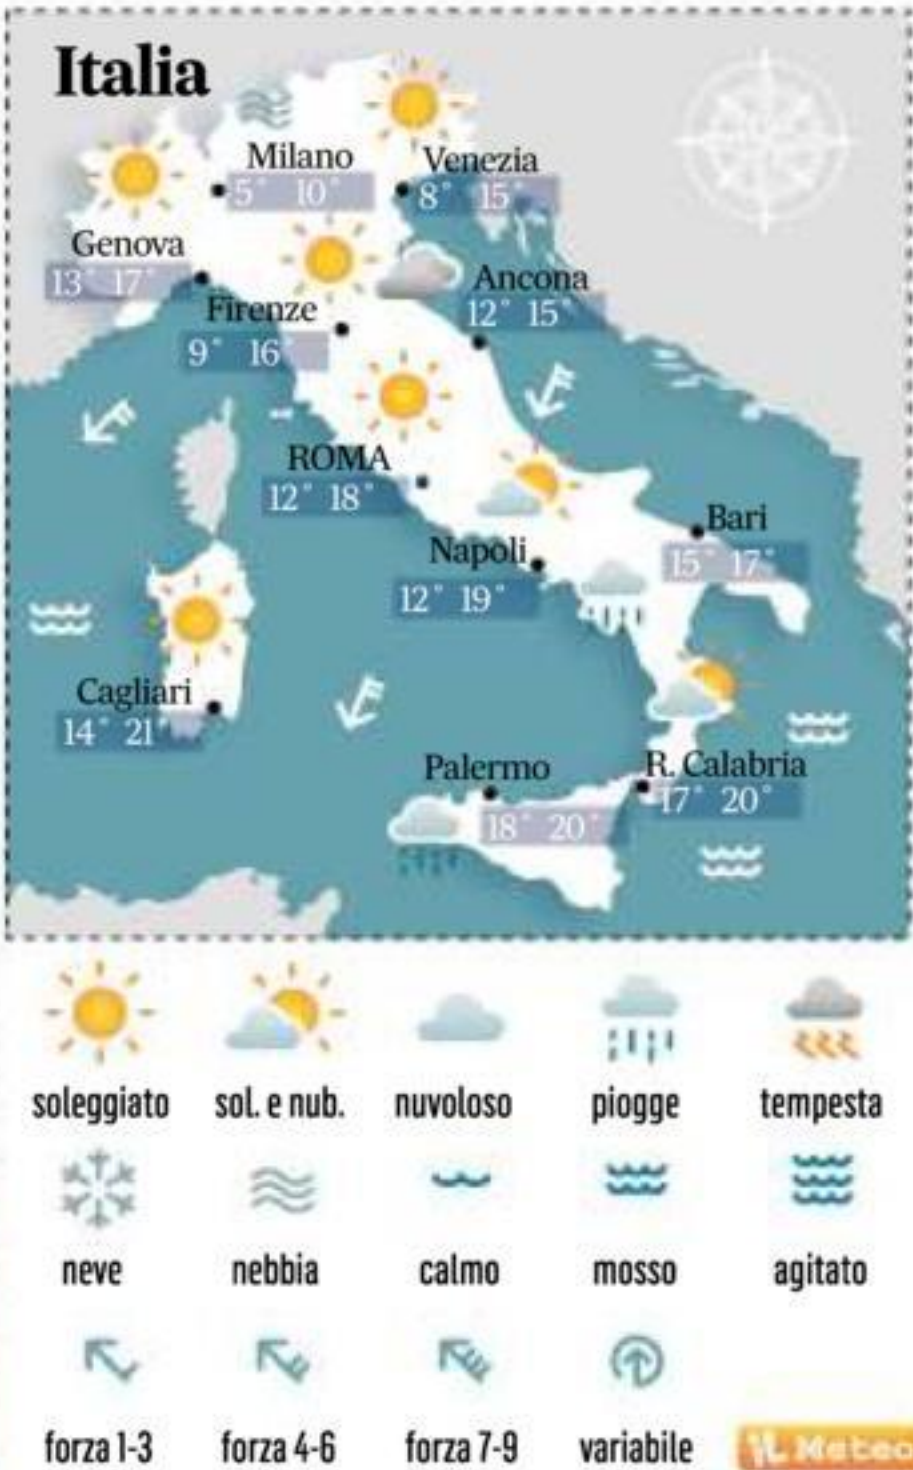 Italia
Milano
5° 10°
Venezia
8° 15°
Genova
13° 17°
Ancona
12° 15°
Firenze
9° 16°
ROMA
12° 18°
Bari
15° 17°
Napoli
12° 19°
Cagliari
14° 21°
Palermo
18° 20°
R. Calabria
17° 20°
soleggiato sol. e nub. nuvoloso piogge tempesta
neve nebbia calmo mosso agitato
forza 1-3 forza 4-6 forza 7-9 variabile
Meteo